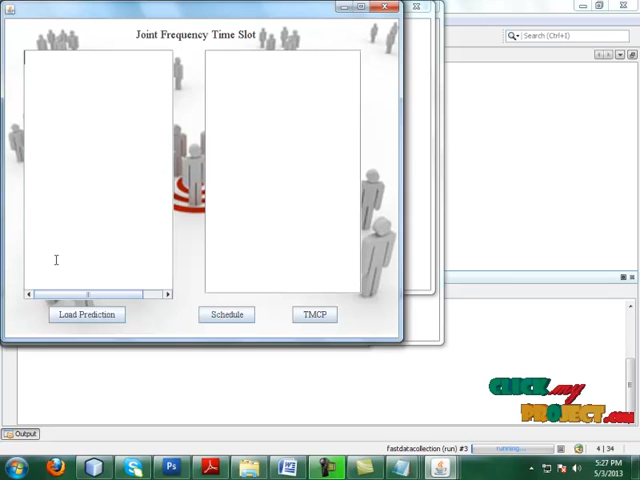 Joint Frequency Time Slot
Search (Ctrl+I)
Load Prediction
Schedule
TMCP
CLICK.my
PROJECT.COM
Output
fastdatacollection (run) #3
running...
4 | 34
5:27 PM
5/3/2013